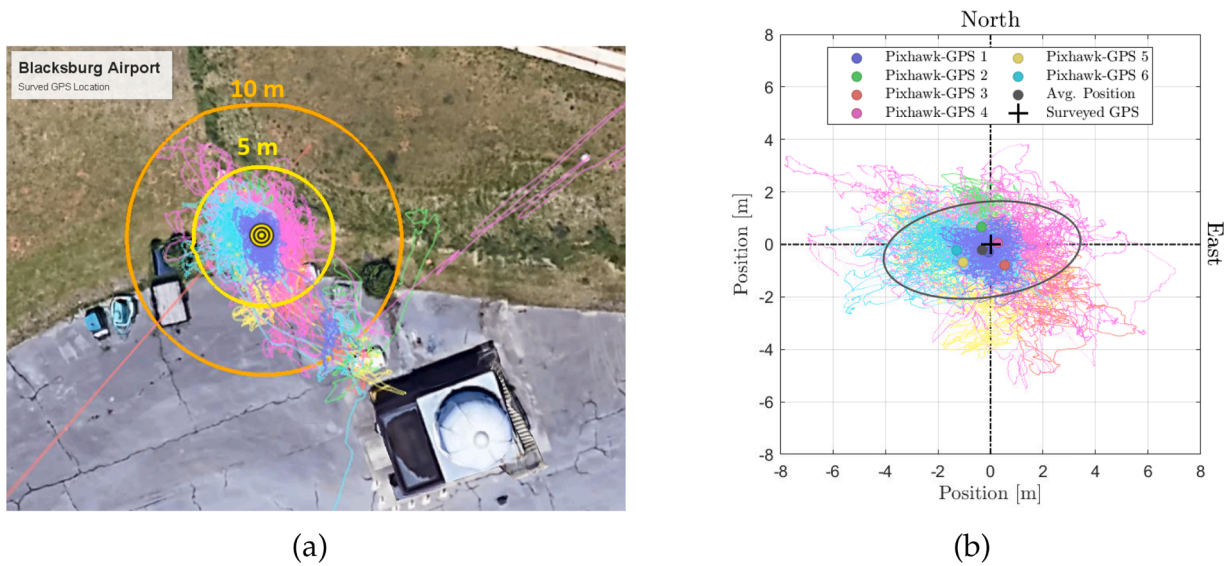 Blacksburg Airport
Surved GPS Location
10 m
5 m
(a)
North
8
6
4
2
0
-2
-4
-6
-8
Position [m]
Pixhawk-GPS 1
Pixhawk-GPS 2
Pixhawk-GPS 3
Pixhawk-GPS 4
Pixhawk-GPS 5
Pixhawk-GPS 6
Avg. Position
Surveyed GPS
East
-8
-6
-4
-2
0
2
4
6
8
Position [m]
(b)